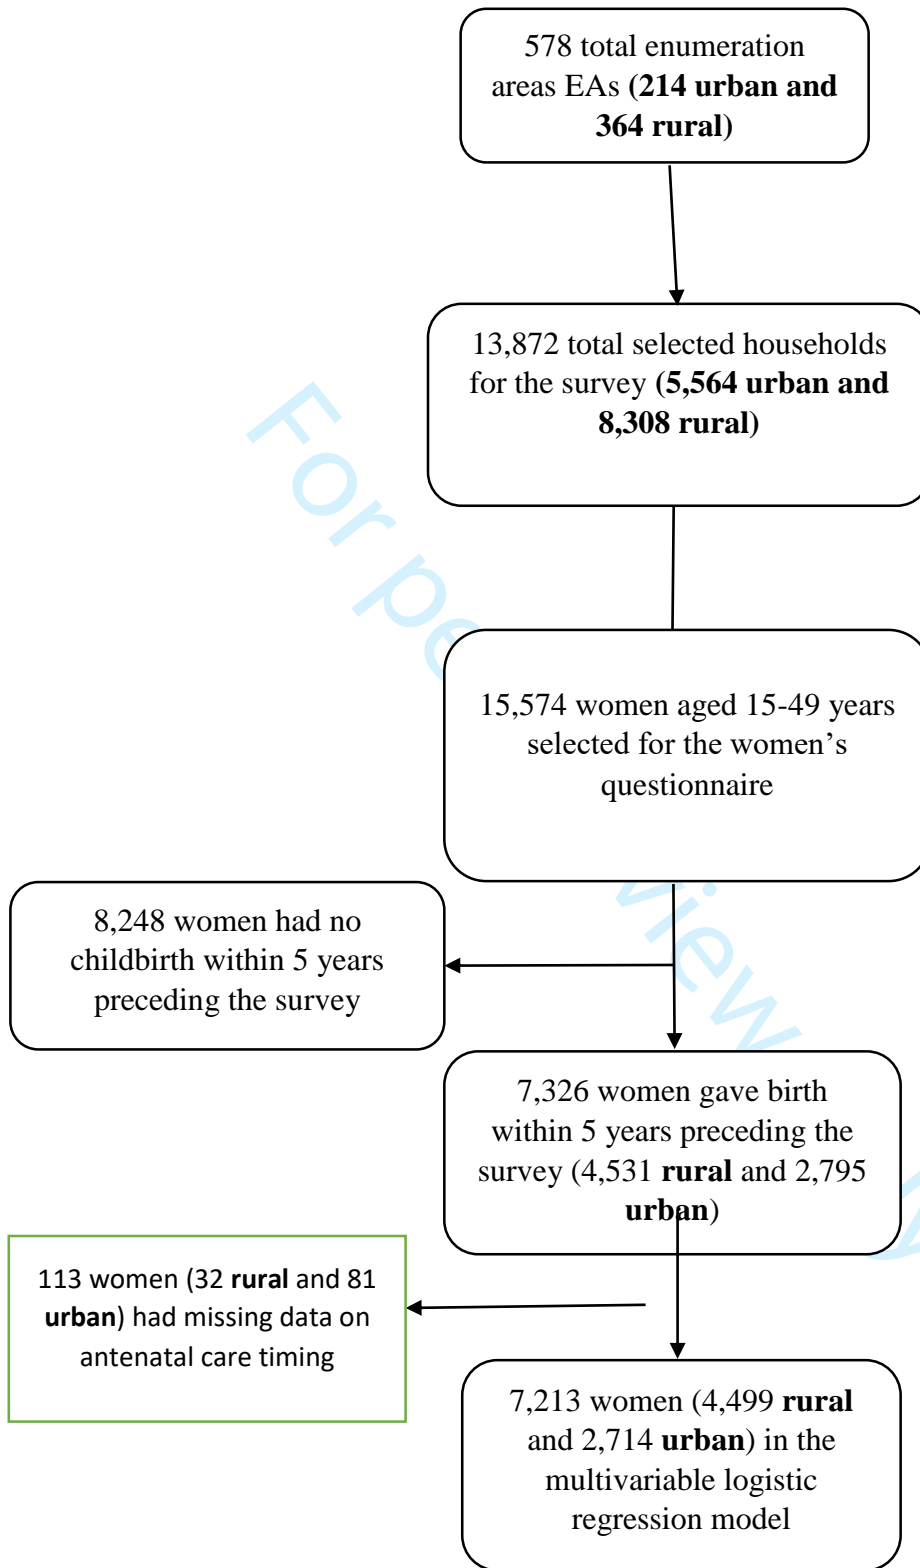 578 total enumeration
areas EAs (214 urban and
364 rural)
13,872 total selected households
for the survey (5,564 urban and
8,308 rural)
15,574 women aged 15-49 years
selected for the women’s
questionnaire
8,248 women had no
childbirth within 5 years
preceding the survey
7,326 women gave birth
within 5 years preceding the
survey (4,531 rural and 2,795
urban)
113 women (32 rural and 81
urban) had missing data on
antenatal care timing
7,213 women (4,499 rural
and 2,714 urban) in the
multivariable logistic
regression model
For pe view